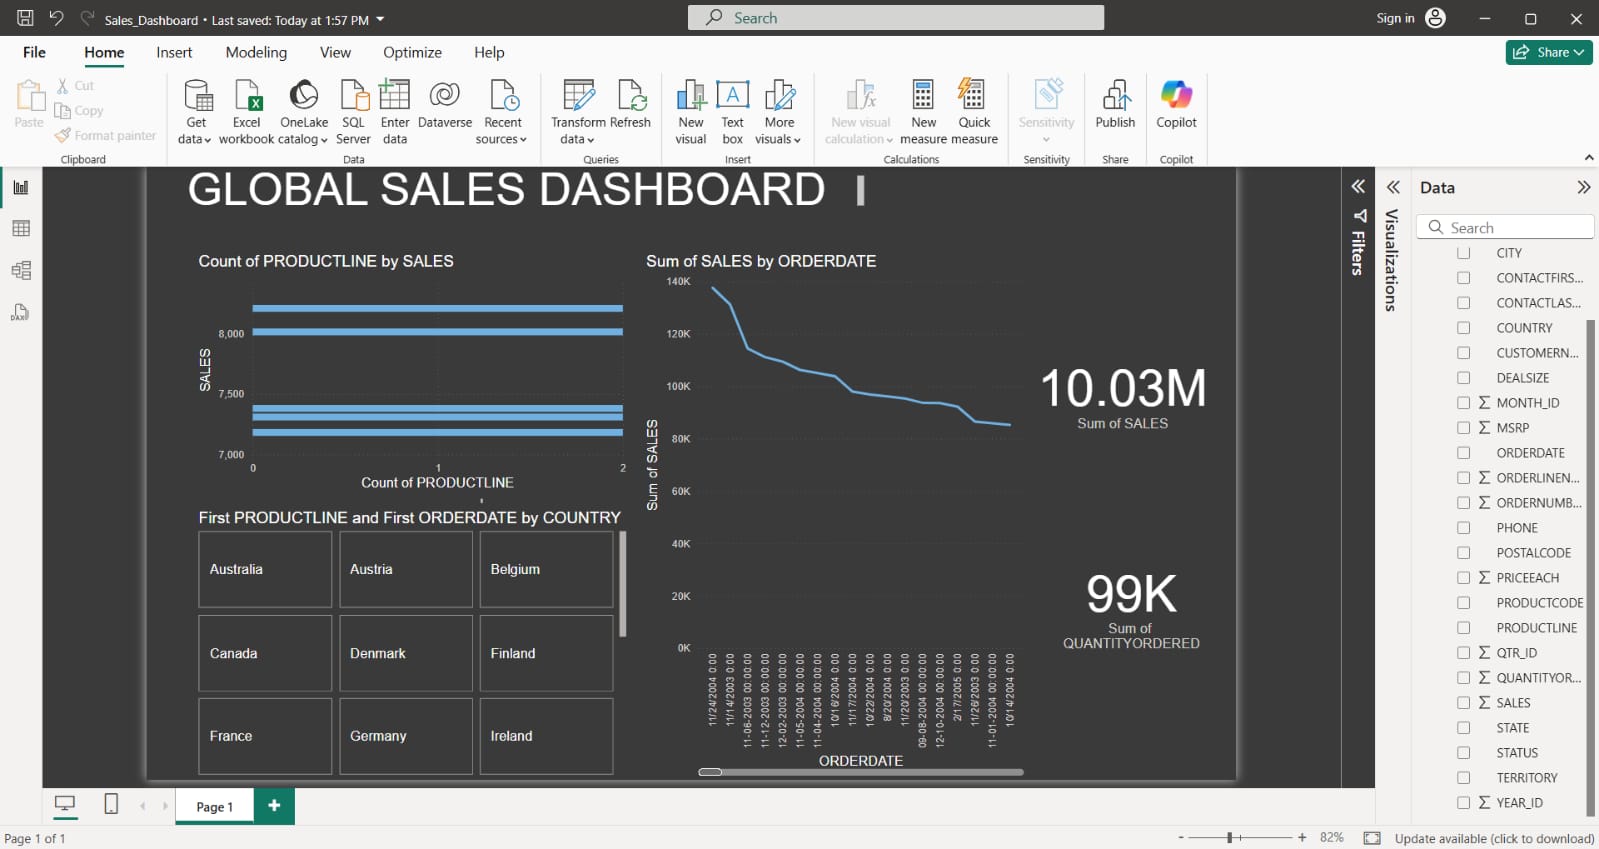 Sales_Dashboard • Last saved: Today at 1:57 PM
Search
Sign in
File
Home
Insert
Modeling
View
Optimize
Help
Share
Paste
Cut
Copy
Format painter
Clipboard
Get data
Excel workbook
OneLake catalog
SQL Server
Enter data
Dataverse
Recent sources
Data
Transform data
Refresh
Queries
New visual
A
Text box
More visuals
Insert
New visual calculation
New measure
Quick measure
Calculations
Sensitivity
Sensitivity
Publish
Share
Copilot
Copilot
DAX
GLOBAL SALES DASHBOARD
Count of PRODUCTLINE by SALES
SALES
8,000
7,500
7,000
0
1
2
Count of PRODUCTLINE
First PRODUCTLINE and First ORDERDATE by COUNTRY
Australia
Austria
Belgium
Canada
Denmark
Finland
France
Germany
Ireland
Sum of SALES by ORDERDATE
Sum of SALES
140K
120K
100K
80K
60K
40K
20K
0K
11/24/2004 0:00
11/14/2003 0:00
11-06-2003 00:00:00
11-12-2003 00:00:00
12-02-2003 00:00:00
11-05-2004 00:00:00
11-04-2004 00:00:00
10/16/2004 0:00
11/17/2004 0:00
10/22/2004 0:00
8/20/2004 0:00
11/20/2003 0:00
09-08-2004 00:00:00
12-10-2004 00:00:00
2/17/2005 0:00
11/26/2003 0:00
11-01-2004 00:00:00
10/14/2004 0:00
ORDERDATE
10.03M
Sum of SALES
99K
Sum of
QUANTITYORDERED
Filters
Visualizations
Data
Search
CITY
CONTACTFIRS...
CONTACTLAS...
COUNTRY
CUSTOMERN...
DEALSIZE
Σ MONTH_ID
Σ MSRP
ORDERDATE
Σ ORDERLINEN...
Σ ORDERNUMB...
PHONE
POSTALCODE
Σ PRICEEACH
PRODUCTCODE
PRODUCTLINE
Σ QTR_ID
Σ QUANTITYOR...
Σ SALES
STATE
STATUS
TERRITORY
Σ YEAR_ID
Page 1
Page 1 of 1
- + 82%
Update available (click to download)